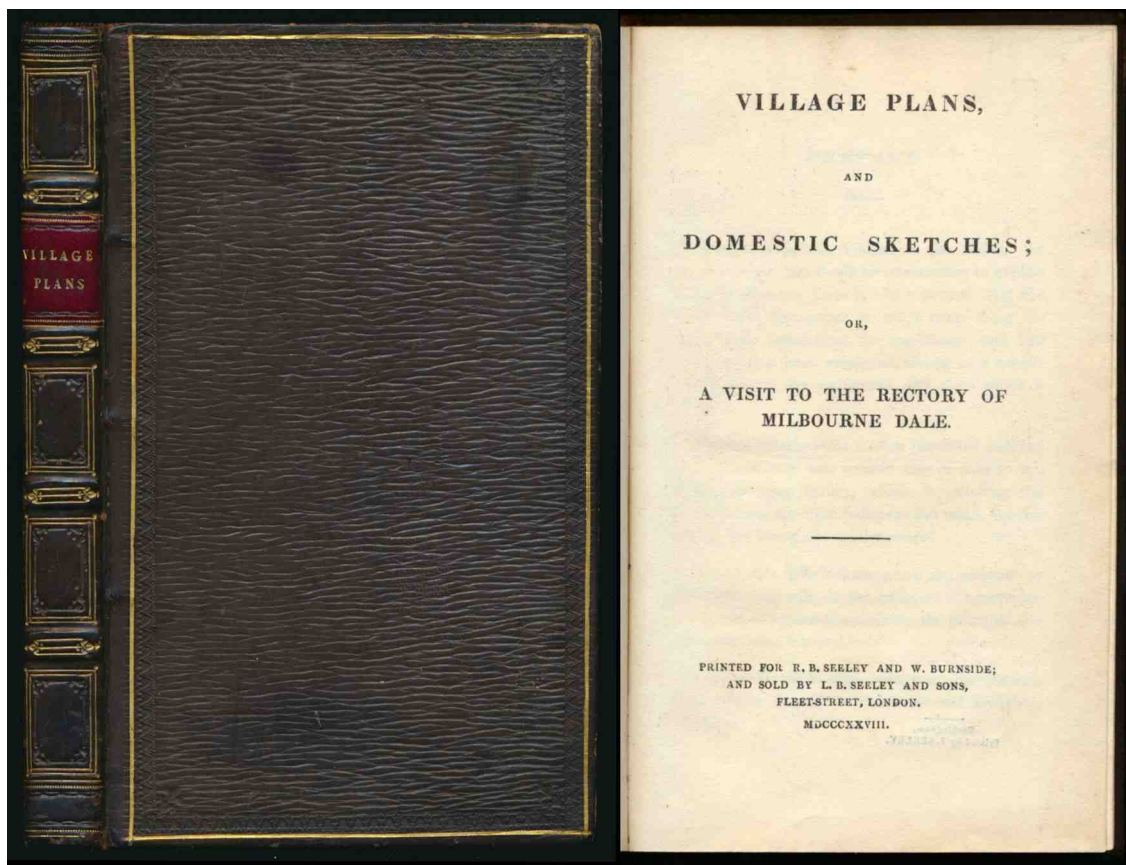 VILLAGE
PLANS
VILLAGE PLANS,
AND
DOMESTIC SKETCHES;
OR,
A VISIT TO THE RECTORY OF
MILBOURNE DALE.
PRINTED FOR R. B. SEELEY AND W. BURNSIDE;
AND SOLD BY L. B. SEELEY AND SONS,
FLEET-STREET, LONDON.
MDCCCXXVIII.